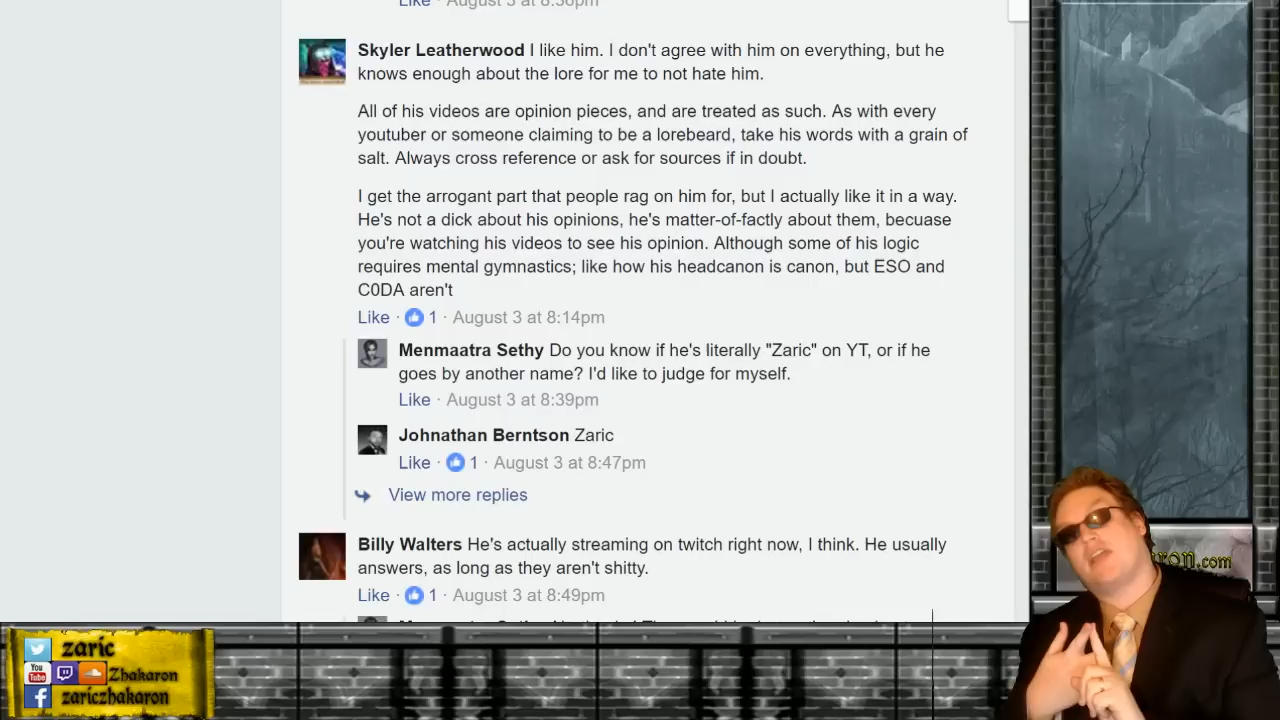 Like · August 3 at 8:36pm
Skyler Leatherwood I like him. I don't agree with him on everything, but he
knows enough about the lore for me to not hate him.
All of his videos are opinion pieces, and are treated as such. As with every
youtuber or someone claiming to be a lorebeard, take his words with a grain of
salt. Always cross reference or ask for sources if in doubt.
I get the arrogant part that people rag on him for, but I actually like it in a way.
He's not a dick about his opinions, he's matter-of-factly about them, becuase
you're watching his videos to see his opinion. Although some of his logic
requires mental gymnastics; like how his headcanon is canon, but ESO and
C0DA aren't
Like · 1 · August 3 at 8:14pm
Menmaatra Sethy Do you know if he's literally "Zaric" on YT, or if he
goes by another name? I'd like to judge for myself.
Like · August 3 at 8:39pm
Johnathan Berntson Zaric
Like · 1 · August 3 at 8:47pm
View more replies
Billy Walters He's actually streaming on twitch right now, I think. He usually
answers, as long as they aren't shitty.
Like · 1 · August 3 at 8:49pm
aron.com
zaric
You Tube Zhakaron
zariczhakaron